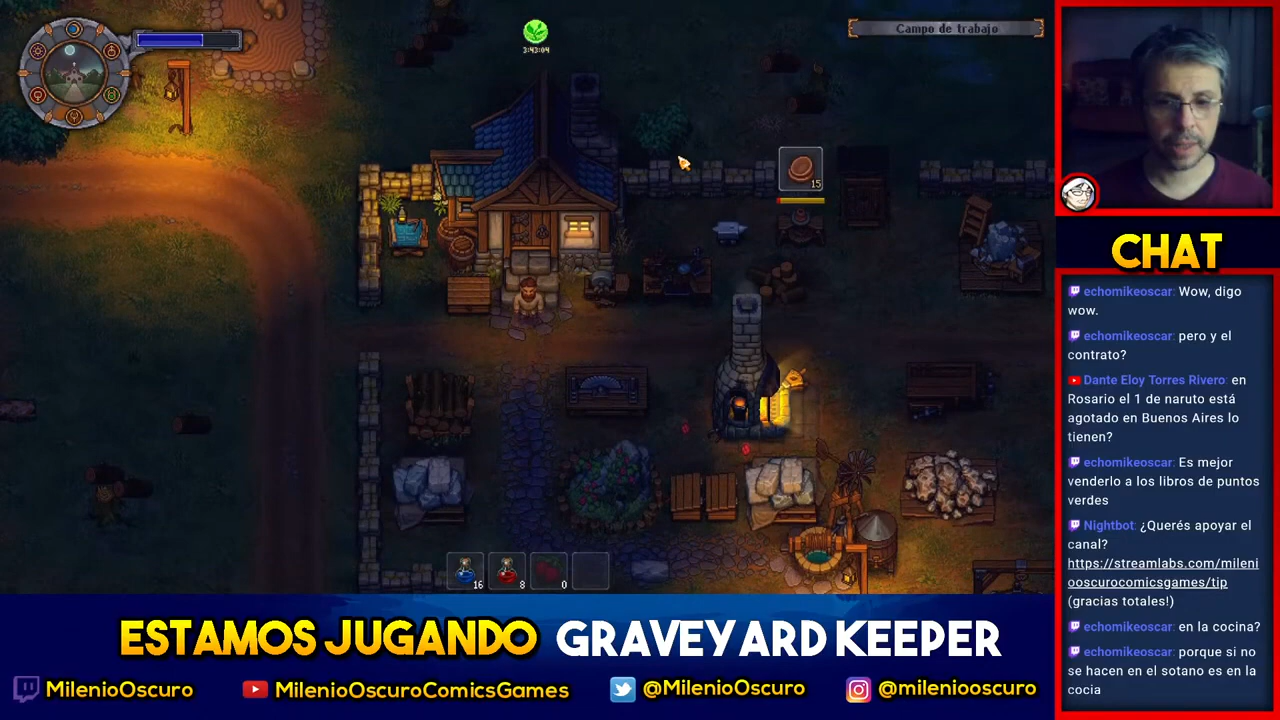 3:43:04
Campo de trabajo
15
16
8
0
CHAT
echomikeoscar: Wow, digo
wow.
echomikeoscar: pero y el
contrato?
Dante Eloy Torres Rivero: en
Rosario el 1 de naruto está
agotado en Buenos Aires lo
tienen?
echomikeoscar: Es mejor
venderlo a los libros de puntos
verdes
Nightbot: ¿Querés apoyar el
canal?
https://streamlabs.com/mileni
ooscurocomicsgames/tip
(gracias totales!)
echomikeoscar: en la cocina?
echomikeoscar: porque si no
se hacen en el sotano es en la
cocia
ESTAMOS JUGANDO GRAVEYARD KEEPER
MilenioOscuro
MilenioOscuroComicsGames
@MilenioOscuro
@mileniooscuro